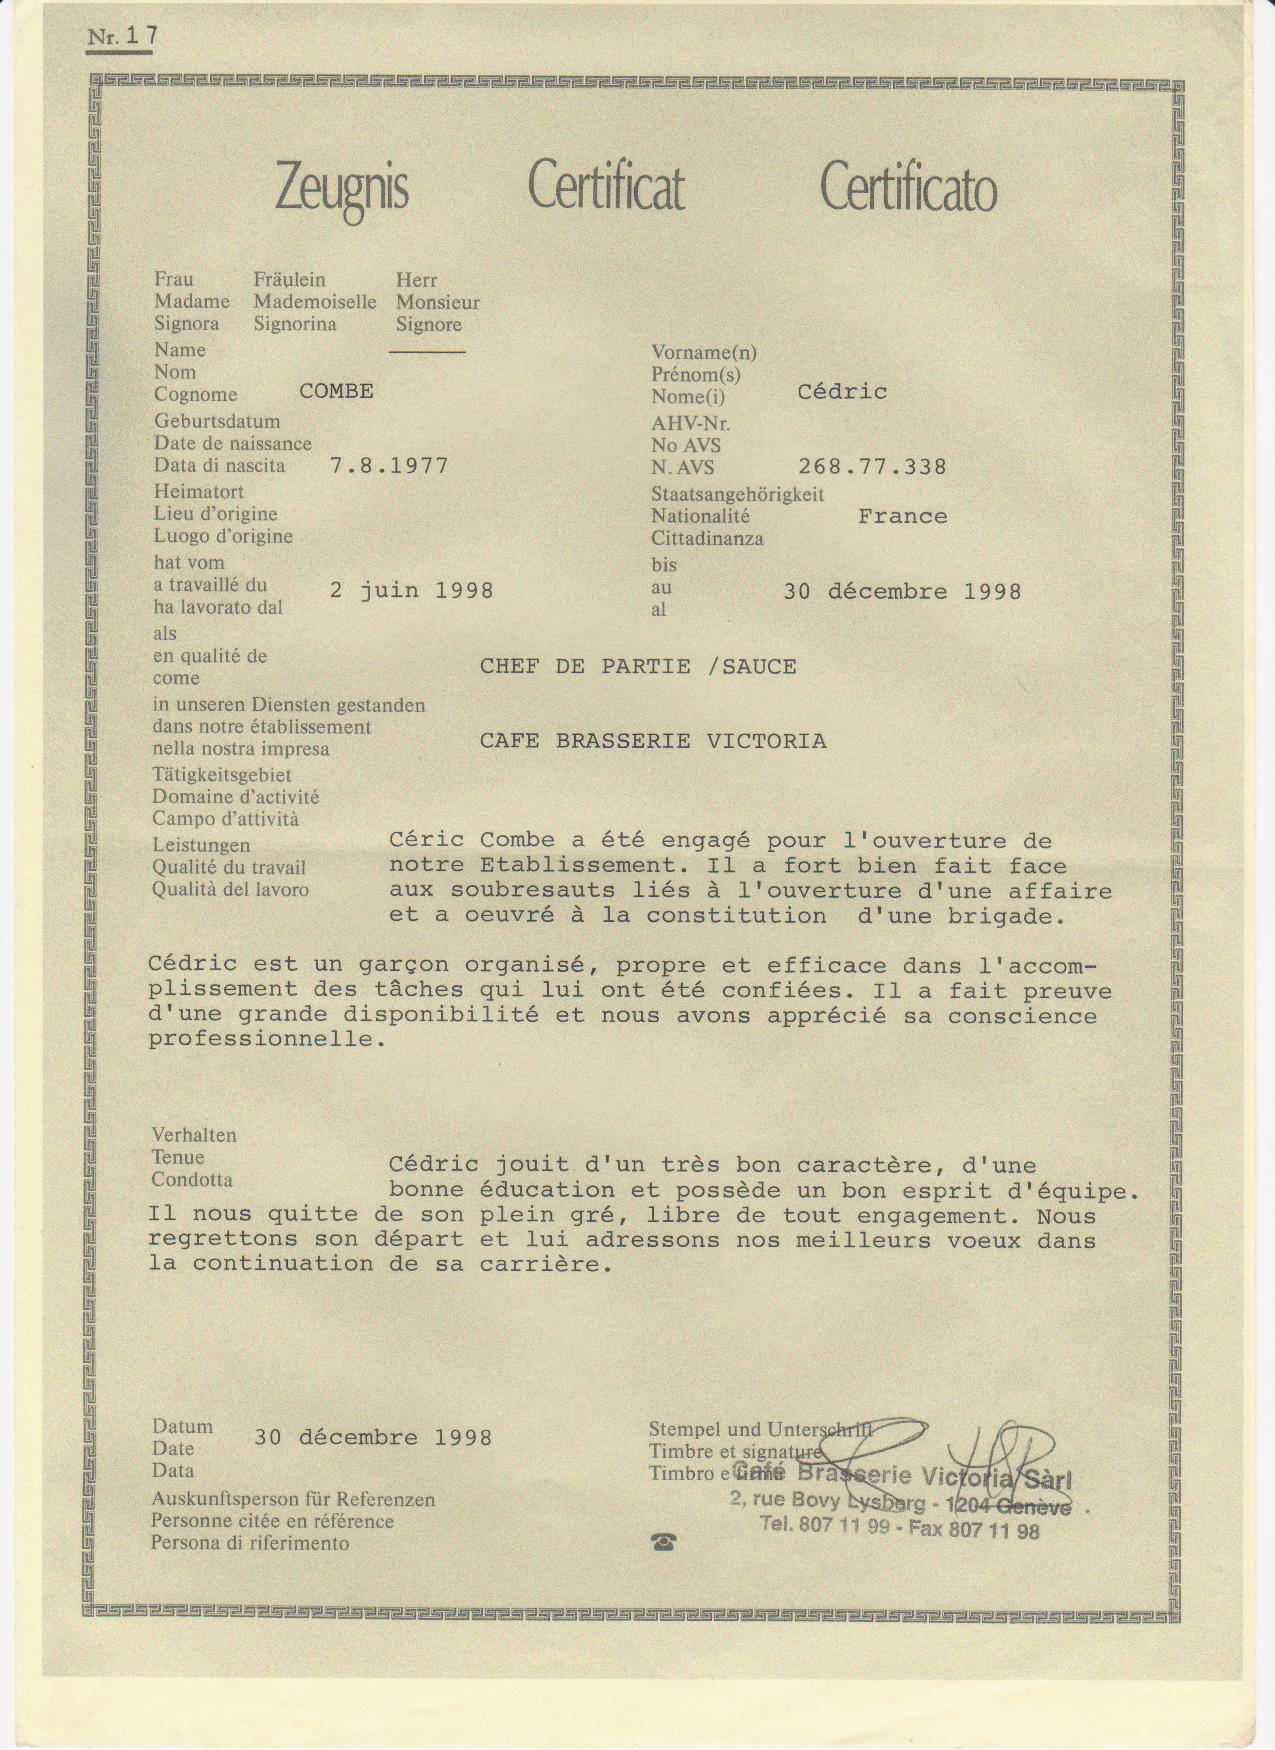 Nr. 17
Zeugnis Certificat Certificato
Frau Fräulein Herr
Madame Mademoiselle Monsieur
Signora Signorina Signore
Name Vorname(n)
Nom Prénom(s)
Cognome COMBE Nome(i) Cédric
Geburtsdatum AHV-Nr.
Date de naissance No AVS
Data di nascita 7.8.1977 N. AVS 268.77.338
Heimatort Staatsangehörigkeit
Lieu d'origine Nationalité France
Luogo d'origine Cittadinanza
hat vom bis
a travaillé du 2 juin 1998 au 30 décembre 1998
ha lavorato dal al
als
en qualité de CHEF DE PARTIE /SAUCE
come
in unseren Diensten gestanden
dans notre établissement CAFE BRASSERIE VICTORIA
nella nostra impresa
Tätigkeitsgebiet
Domaine d'activité
Campo d'attività
Leistungen Céric Combe a été engagé pour l'ouverture de
Qualité du travail notre Etablissement. Il a fort bien fait face
Qualità del lavoro aux soubresauts liés à l'ouverture d'une affaire
et a oeuvré à la constitution d'une brigade.
Cédric est un garçon organisé, propre et efficace dans l'accom-
plissement des tâches qui lui ont été confiées. Il a fait preuve
d'une grande disponibilité et nous avons apprécié sa conscience
professionnelle.
Verhalten
Tenue Cédric jouit d'un très bon caractère, d'une
Condotta bonne éducation et possède un bon esprit d'équipe.
Il nous quitte de son plein gré, libre de tout engagement. Nous
regrettons son départ et lui adressons nos meilleurs voeux dans
la continuation de sa carrière.
Datum Stempel und Unterschrift
Date 30 décembre 1998 Timbre et signature
Data Timbro e firma Café Brasserie Victoria Sàrl
Auskunftsperson für Referenzen 2, rue Bovy Lysberg - 1204 Genève
Personne citée en référence Tel. 807 11 99 - Fax 807 11 98
Persona di riferimento